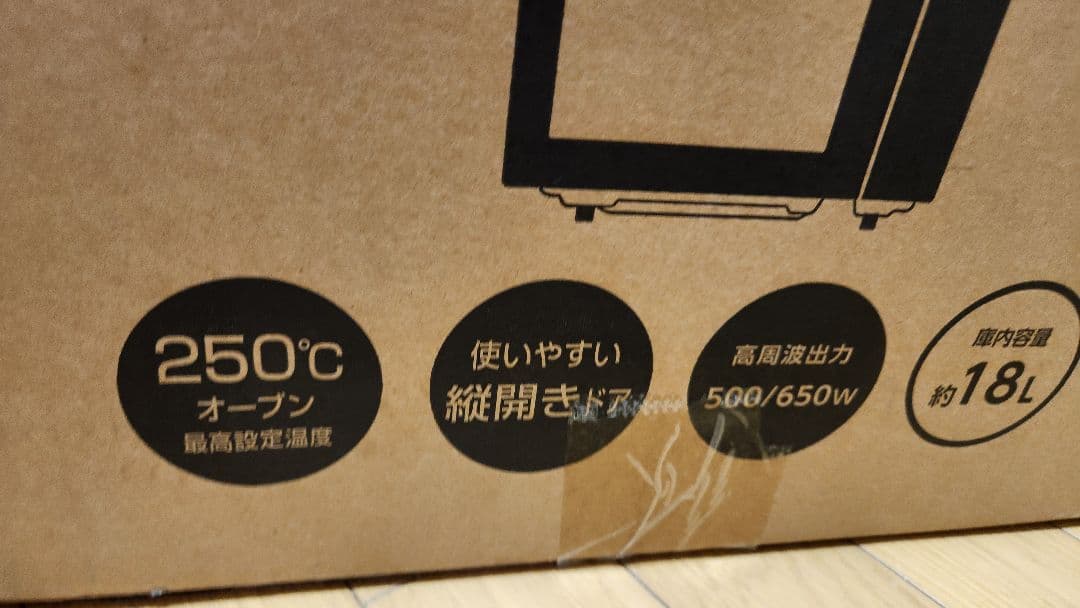 250℃
オーブン
最高設定温度
使いやすい
縦開きドア
高周波出力
500/650W
庫内容量
約18L